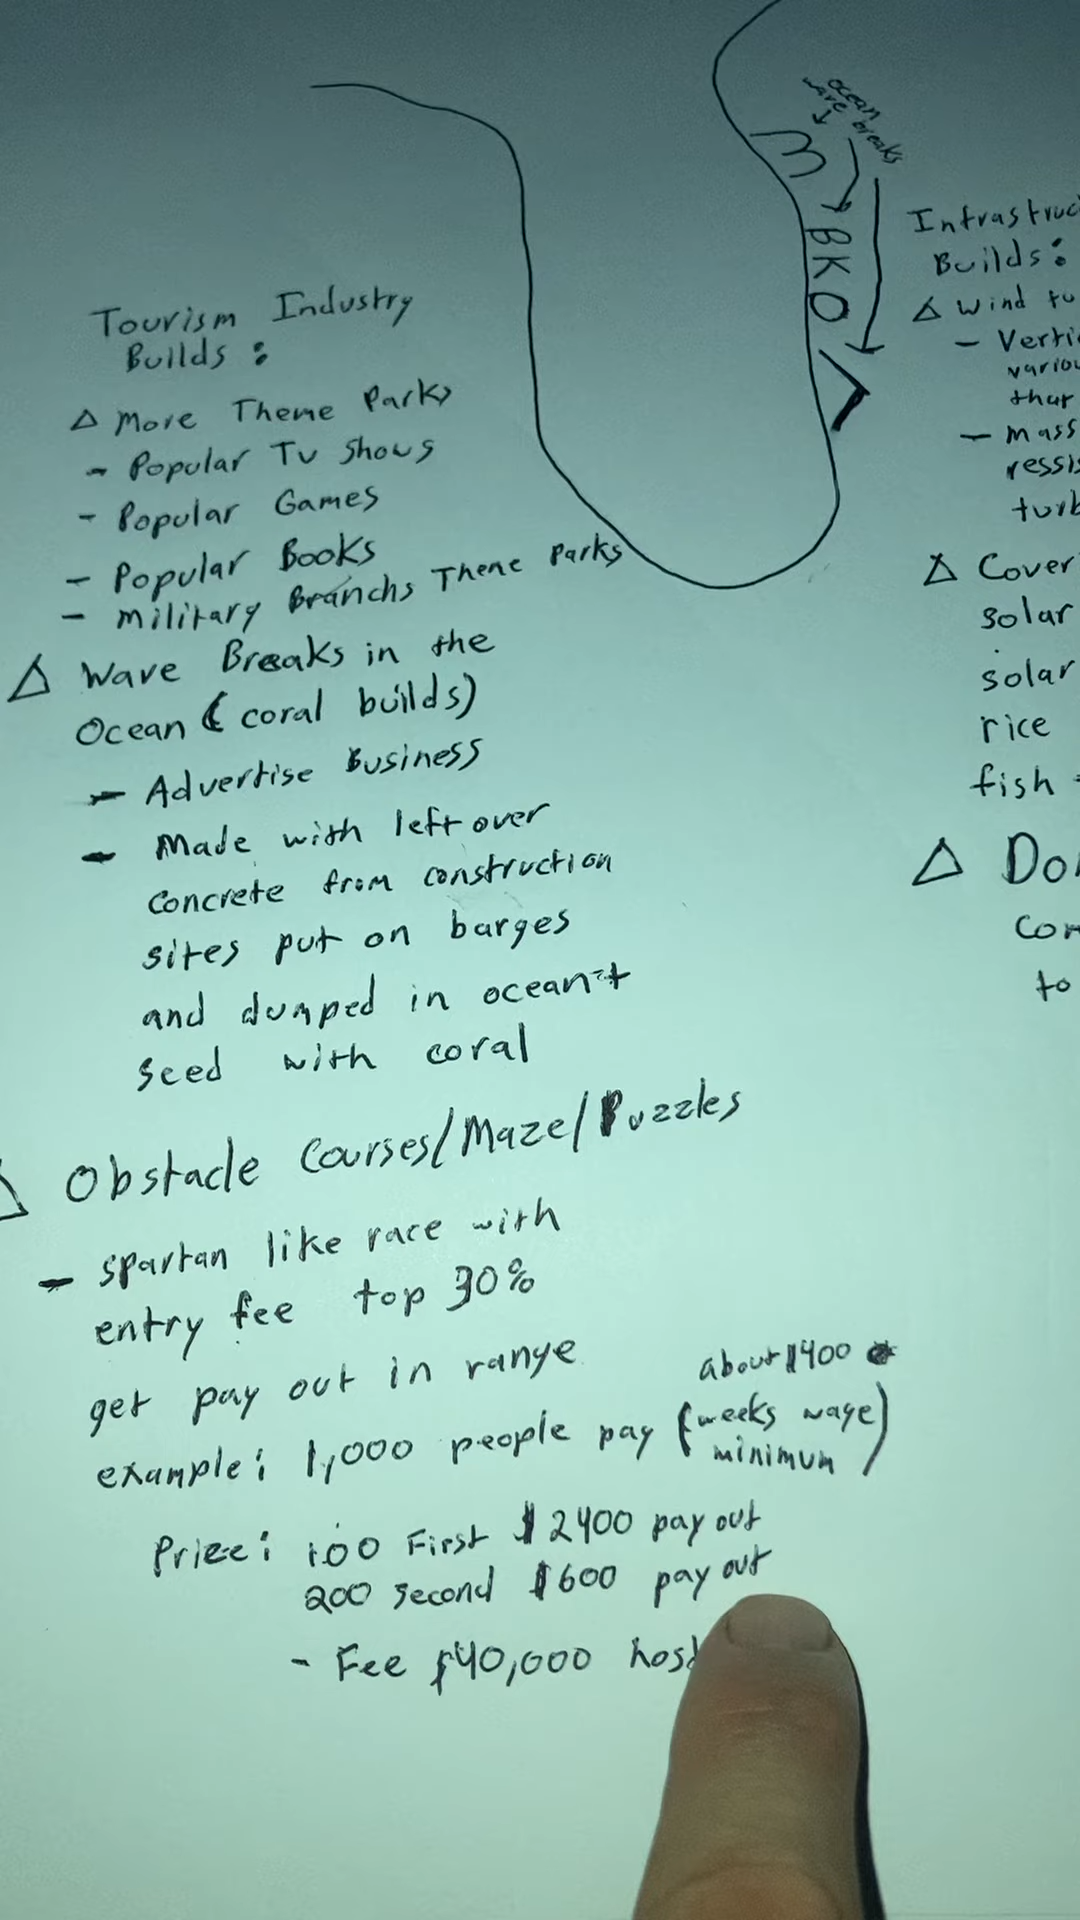 ocean
wave breaks
M
BKO
Tourism Industry
Builds:
Δ More Theme Parks
- Popular Tv Shows
- Popular Games
- Popular Books
- Military Branchs Theme Parks
Δ Wave Breaks in the
Ocean (coral builds)
- Advertise Business
- Made with left over
concrete from construction
sites put on barges
and dumped in ocean +
seed with coral
Δ Obstacle Courses/Maze/Puzzles
- Spartan like race with
entry fee top 30%
get pay out in range
example: 1,000 people pay (weeks wage minimum)
about $400
Prize: 100 First $2400 pay out
200 second $600 pay out
- Fee $40,000 host
Infrastruc
Builds:
Δ Wind tu
- Verti
variou
that
- mass
ressis
turb
Δ Cover
solar
solar
rice
fish
Δ Do
to